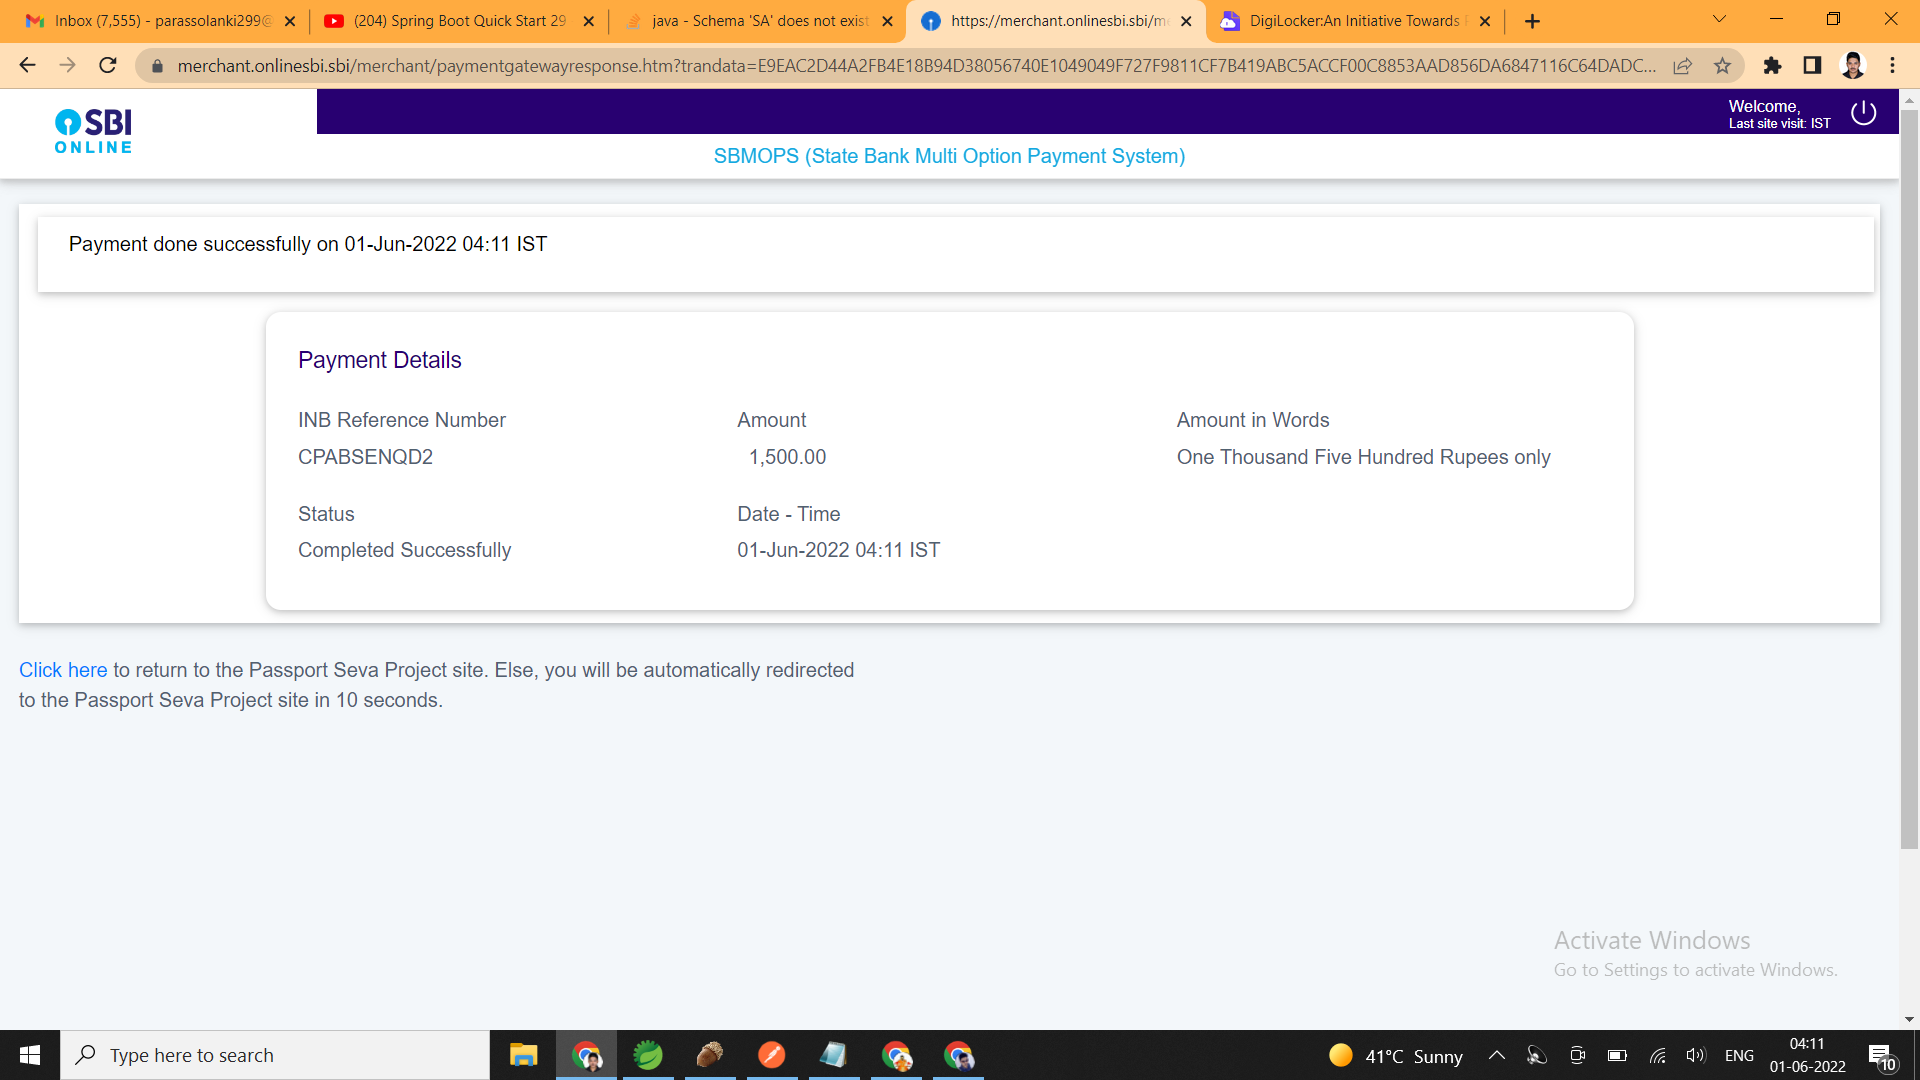 Inbox (7,555) - parassolanki299@
(204) Spring Boot Quick Start 29
java - Schema 'SA' does not exist
https://merchant.onlinesbi.sbi/me
DigiLocker:An Initiative Towards
merchant.onlinesbi.sbi/merchant/paymentgatewayresponse.htm?trandata=E9EAC2D44A2FB4E18B94D38056740E1049049F727F9811CF7B419ABC5ACCF00C8853AAD856DA6847116C64DADC...
SBI
ONLINE
Welcome,
Last site visit: IST
SBMOPS (State Bank Multi Option Payment System)
Payment done successfully on 01-Jun-2022 04:11 IST
Payment Details
INB Reference Number Amount Amount in Words
CPABSENQD2 1,500.00 One Thousand Five Hundred Rupees only
Status Date - Time
Completed Successfully 01-Jun-2022 04:11 IST
Click here to return to the Passport Seva Project site. Else, you will be automatically redirected
to the Passport Seva Project site in 10 seconds.
Activate Windows
Go to Settings to activate Windows.
Type here to search
41°C Sunny
ENG
04:11
01-06-2022
10